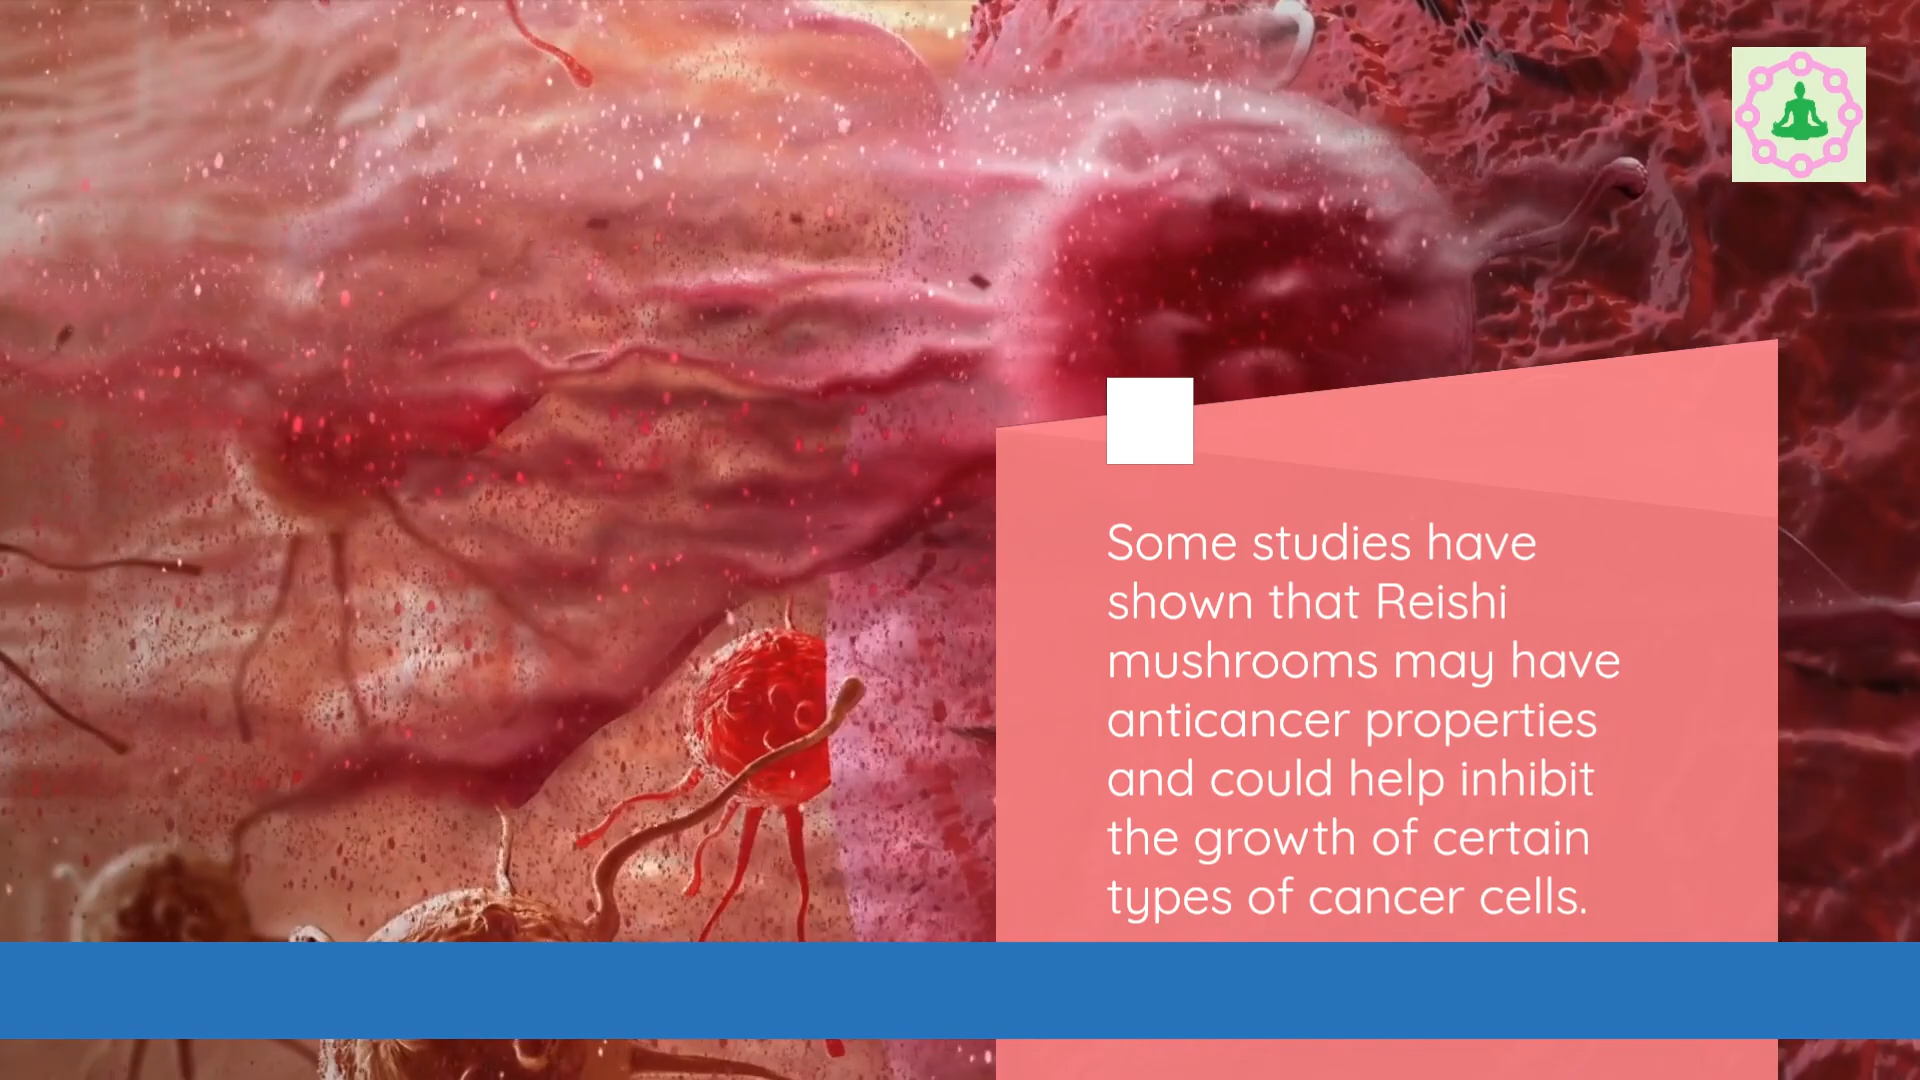 Some studies have
shown that Reishi
mushrooms may have
anticancer properties
and could help inhibit
the growth of certain
types of cancer cells.